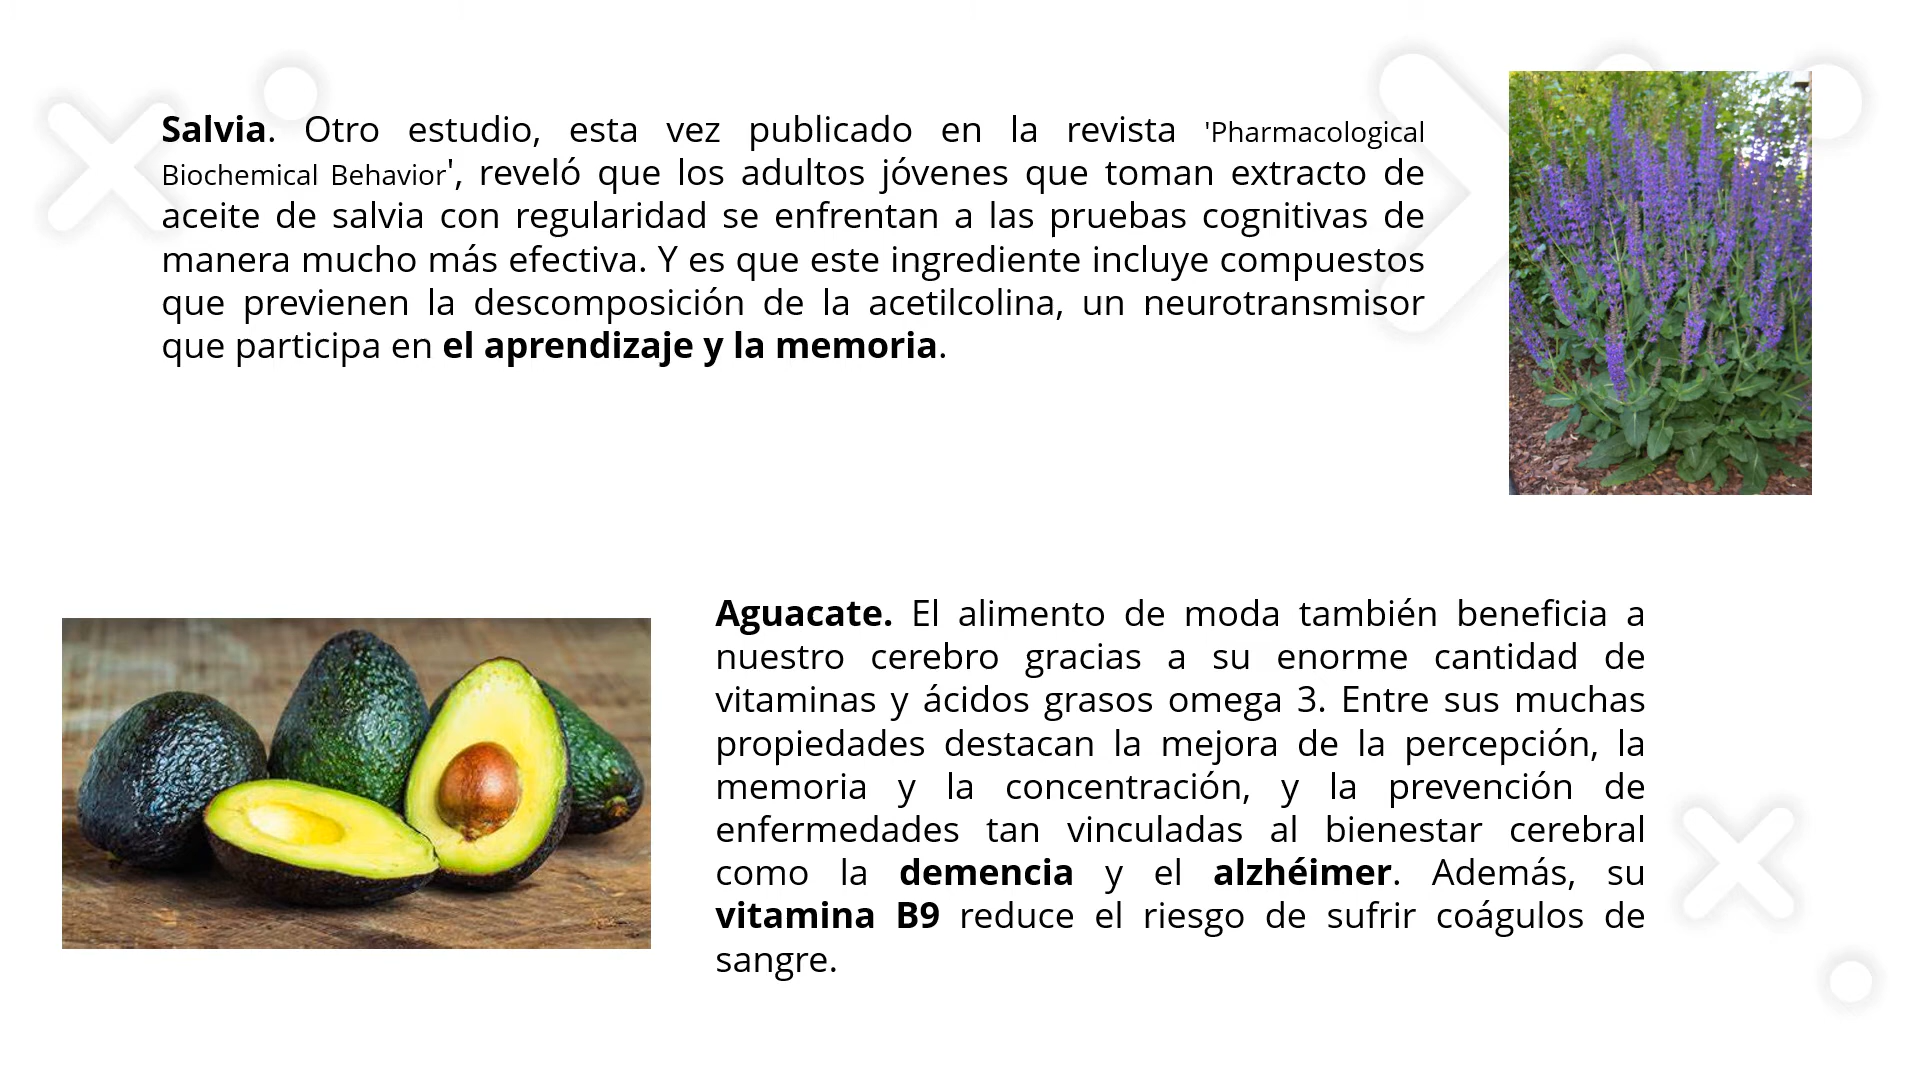 Salvia. Otro estudio, esta vez publicado en la revista 'Pharmacological
Biochemical Behavior', reveló que los adultos jóvenes que toman extracto de
aceite de salvia con regularidad se enfrentan a las pruebas cognitivas de
manera mucho más efectiva. Y es que este ingrediente incluye compuestos
que previenen la descomposición de la acetilcolina, un neurotransmisor
que participa en el aprendizaje y la memoria.
Aguacate. El alimento de moda también beneficia a
nuestro cerebro gracias a su enorme cantidad de
vitaminas y ácidos grasos omega 3. Entre sus muchas
propiedades destacan la mejora de la percepción, la
memoria y la concentración, y la prevención de
enfermedades tan vinculadas al bienestar cerebral
como la demencia y el alzhéimer. Además, su
vitamina B9 reduce el riesgo de sufrir coágulos de
sangre.